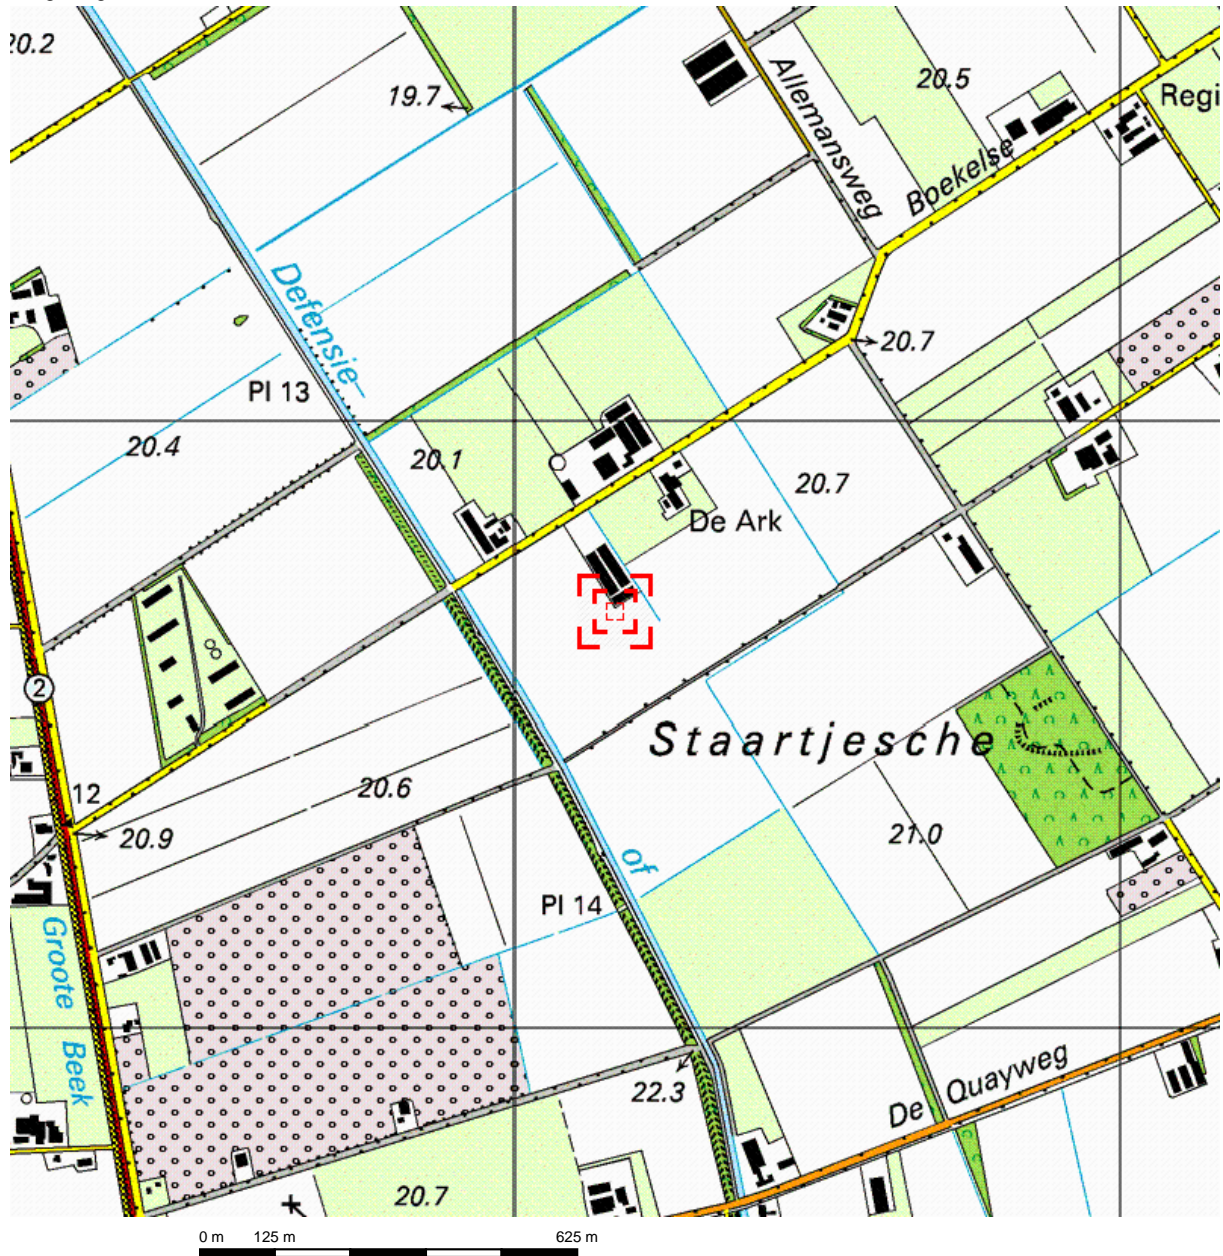 20.2
19.7
Allemansweg
20.5
Regi
Boekelse
Defensie-
20.7
Pl 13
20.4
20.1
20.7
De Ark
2
Staartjesche
12
20.6
20.9
21.0
of
Pl 14
Groote Beek
22.3
De Quayweg
20.7
0 m 125 m 625 m